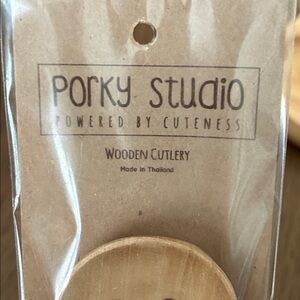 Porky Studio
POWERED BY CUTENESS
WOODEN CUTLERY
Made in Thailand